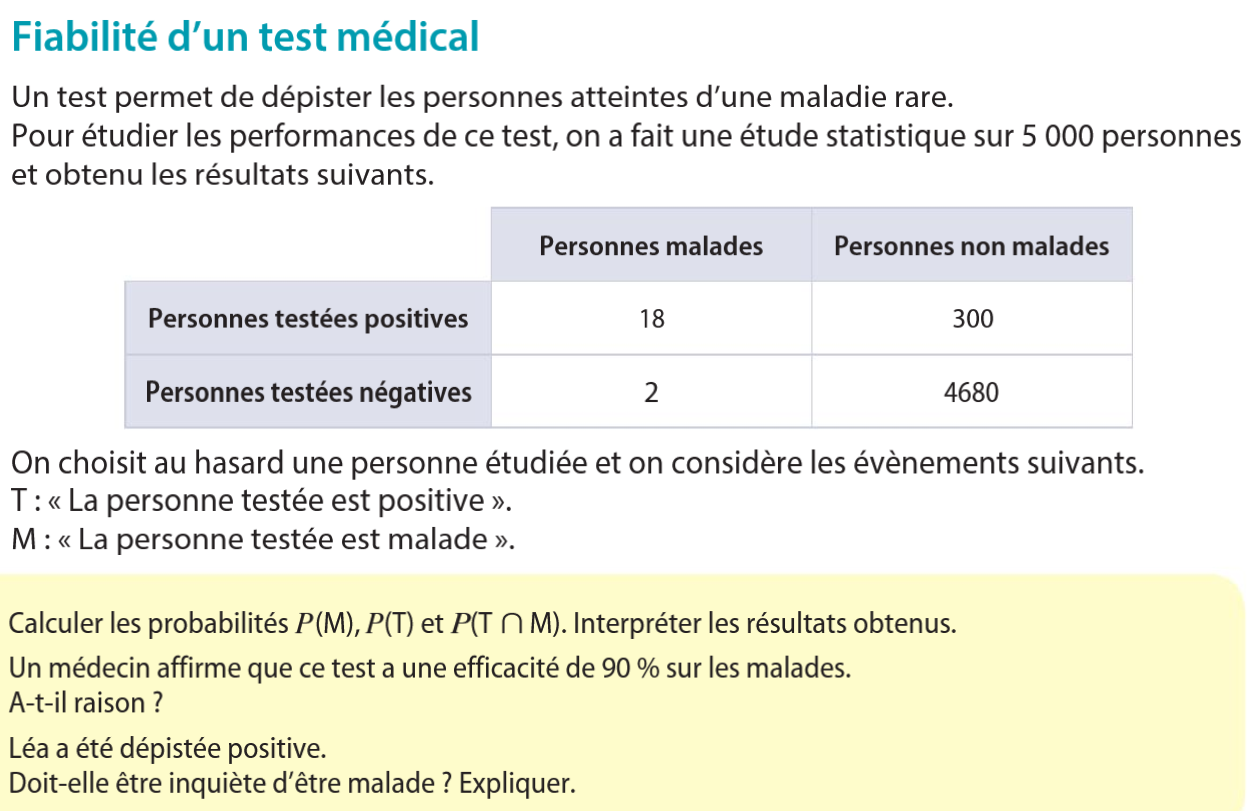 Fiabilité d’un test médical
Un test permet de dépister les personnes atteintes d’une maladie rare.
Pour étudier les performances de ce test, on a fait une étude statistique sur 5 000 personnes
et obtenu les résultats suivants.
Personnes malades Personnes non malades
Personnes testées positives 18 300
Personnes testées négatives 2 4680
On choisit au hasard une personne étudiée et on considère les évènements suivants.
T : « La personne testée est positive ».
M : « La personne testée est malade ».
Calculer les probabilités P(M), P(T) et P(T ∩ M). Interpréter les résultats obtenus.
Un médecin affirme que ce test a une efficacité de 90 % sur les malades.
A-t-il raison ?
Léa a été dépistée positive.
Doit-elle être inquiète d’être malade ? Expliquer.